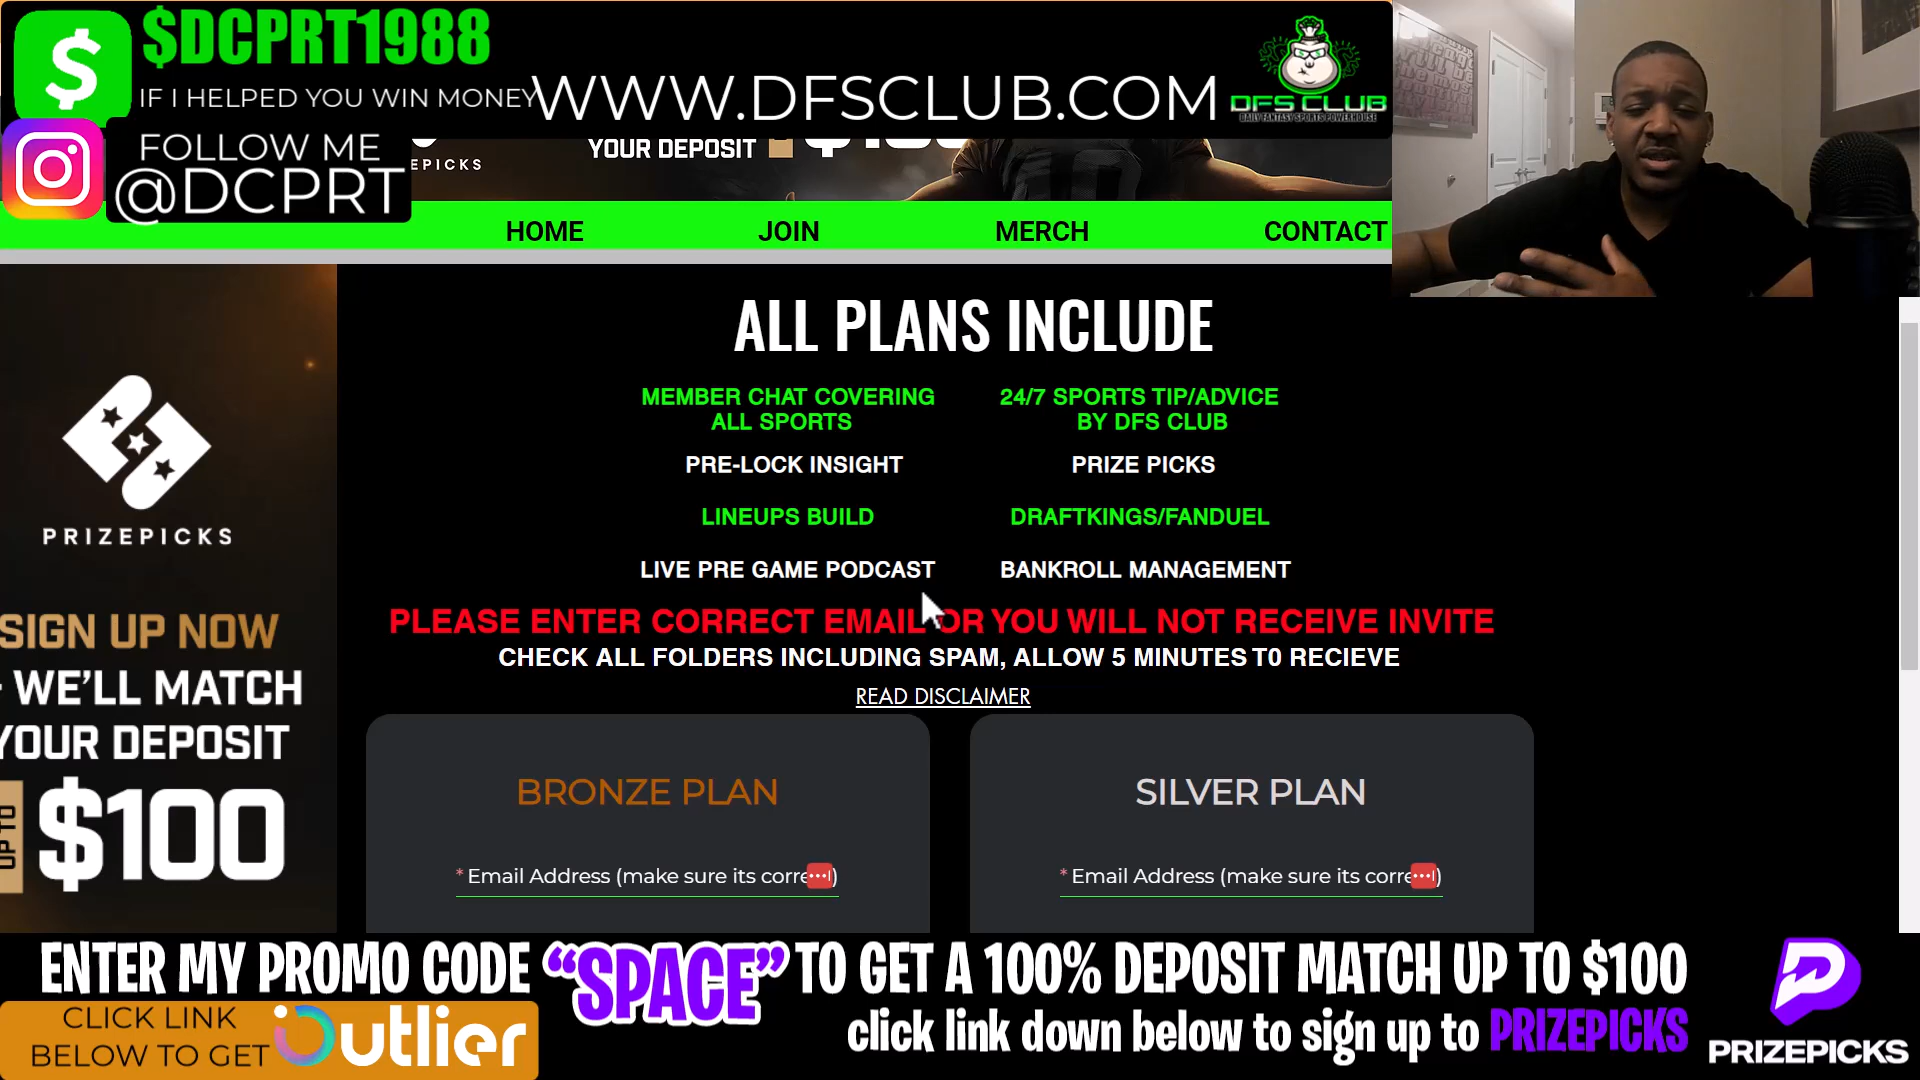 $DCPRT1988
IF I HELPED YOU WIN MONEY
WWW.DFSCLUB.COM
DFS CLUB
DAILY FANTASY SPORTS POWERHOUSE
FOLLOW ME
@DCPRT
EPICKS
YOUR DEPOSIT
HOME
JOIN
MERCH
CONTACT
ALL PLANS INCLUDE
MEMBER CHAT COVERING
ALL SPORTS
24/7 SPORTS TIP/ADVICE
BY DFS CLUB
PRE-LOCK INSIGHT
PRIZE PICKS
LINEUPS BUILD
DRAFTKINGS/FANDUEL
LIVE PRE GAME PODCAST
BANKROLL MANAGEMENT
PLEASE ENTER CORRECT EMAIL OR YOU WILL NOT RECEIVE INVITE
CHECK ALL FOLDERS INCLUDING SPAM, ALLOW 5 MINUTES T0 RECIEVE
READ DISCLAIMER
PRIZEPICKS
SIGN UP NOW
WE'LL MATCH
YOUR DEPOSIT
UP TO
$100
BRONZE PLAN
* Email Address (make sure its corre)
SILVER PLAN
* Email Address (make sure its corre)
ENTER MY PROMO CODE "SPACE" TO GET A 100% DEPOSIT MATCH UP TO $100
click link down below to sign up to PRIZEPICKS
CLICK LINK
BELOW TO GET
Outlier
PRIZEPICKS